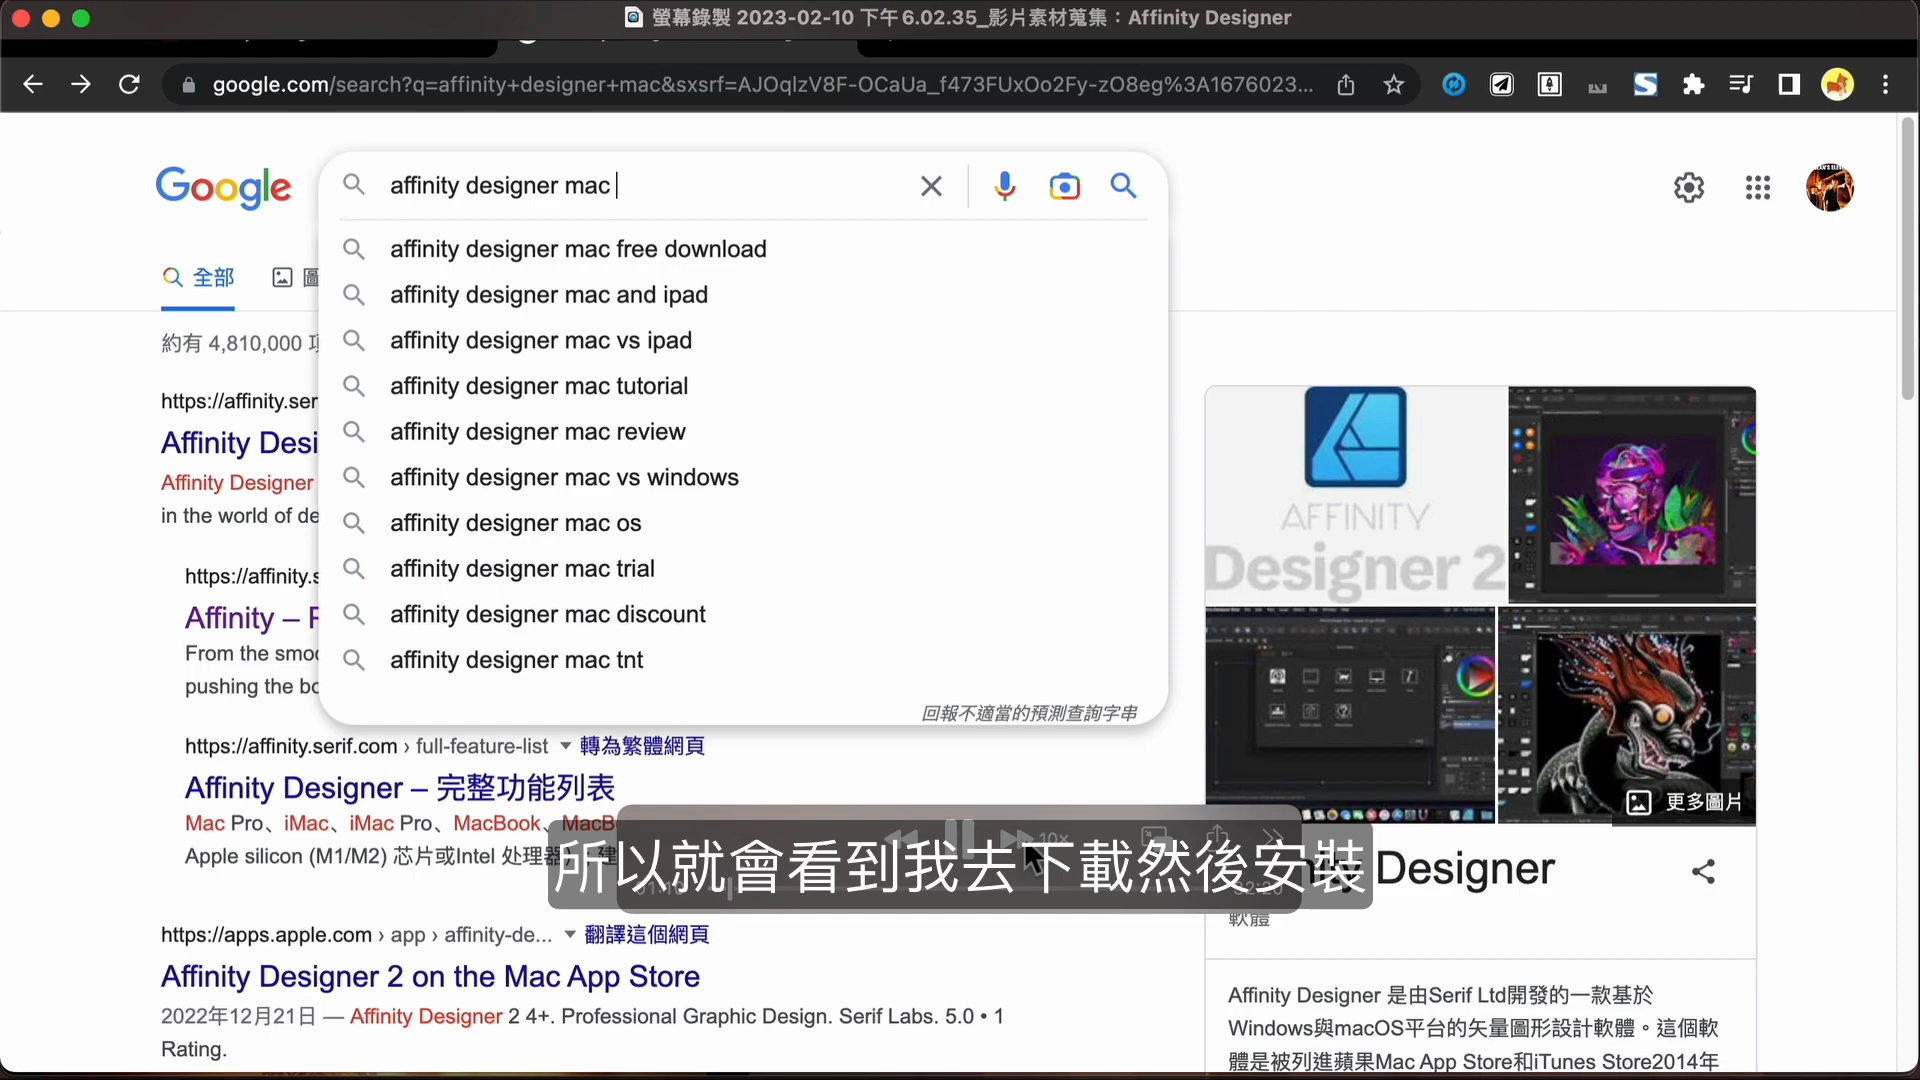 螢幕錄製 2023-02-10 下午6.02.35_影片素材蒐集：Affinity Designer
google.com/search?q=affinity+designer+mac&sxsrf=AJOqlzV8F-OCaUa_f473FUxOo2Fy-zO8eg%3A1676023...
Google
affinity designer mac
affinity designer mac free download
affinity designer mac and ipad
affinity designer mac vs ipad
affinity designer mac tutorial
affinity designer mac review
affinity designer mac vs windows
affinity designer mac os
affinity designer mac trial
affinity designer mac discount
affinity designer mac tnt
回報不適當的預測查詢字串
全部
圖
約有 4,810,000
https://affinity.ser
Affinity Desi
Affinity Designer
in the world of de
https://affinity.s
Affinity –
From the smoo
pushing the bo
https://affinity.serif.com › full-feature-list 轉為繁體網頁
Affinity Designer – 完整功能列表
Mac Pro、iMac、iMac Pro、MacBook、MacB
Apple silicon (M1/M2) 芯片或Intel 处理器
10×
所以就會看到我去下載然後安裝
https://apps.apple.com › app › affinity-de... 翻譯這個網頁
Affinity Designer 2 on the Mac App Store
2022年12月21日 — Affinity Designer 2 4+. Professional Graphic Design. Serif Labs. 5.0 • 1
Rating.
AFFINITY
Designer 2
更多圖片
Designer
軟體
Affinity Designer 是由Serif Ltd開發的一款基於
Windows與macOS平台的矢量圖形設計軟體。這個軟
體是被列進蘋果Mac App Store和iTunes Store2014年